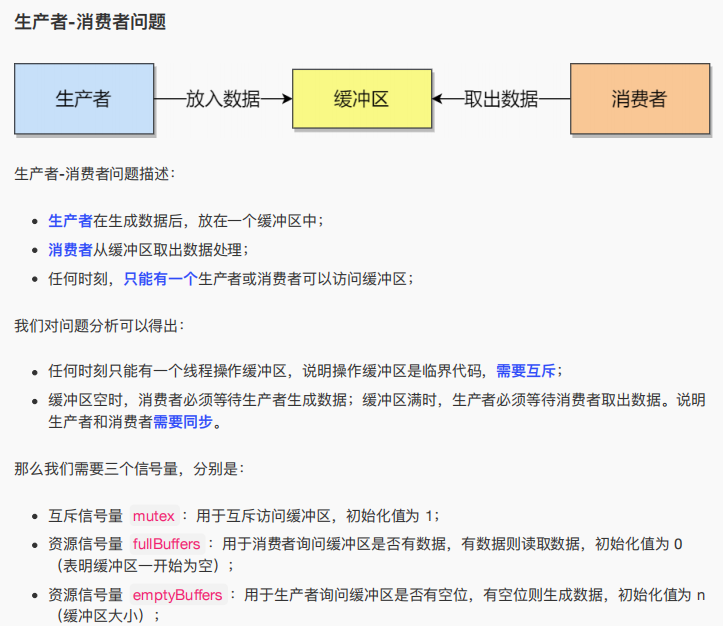 生产者-消费者问题
生产者
放入数据
缓冲区
取出数据
消费者
生产者-消费者问题描述：
生产者在生成数据后，放在一个缓冲区中；
消费者从缓冲区取出数据处理；
任何时刻，只能有一个生产者或消费者可以访问缓冲区；
我们对问题分析可以得出：
任何时刻只能有一个线程操作缓冲区，说明操作缓冲区是临界代码，需要互斥；
缓冲区空时，消费者必须等待生产者生成数据；缓冲区满时，生产者必须等待消费者取出数据。说明
生产者和消费者需要同步。
那么我们需要三个信号量，分别是：
互斥信号量 mutex ：用于互斥访问缓冲区，初始化值为 1；
资源信号量 fullBuffers ：用于消费者询问缓冲区是否有数据，有数据则读取数据，初始化值为 0
（表明缓冲区一开始为空）；
资源信号量 emptyBuffers ：用于生产者询问缓冲区是否有空位，有空位则生成数据，初始化值为 n
（缓冲区大小）；